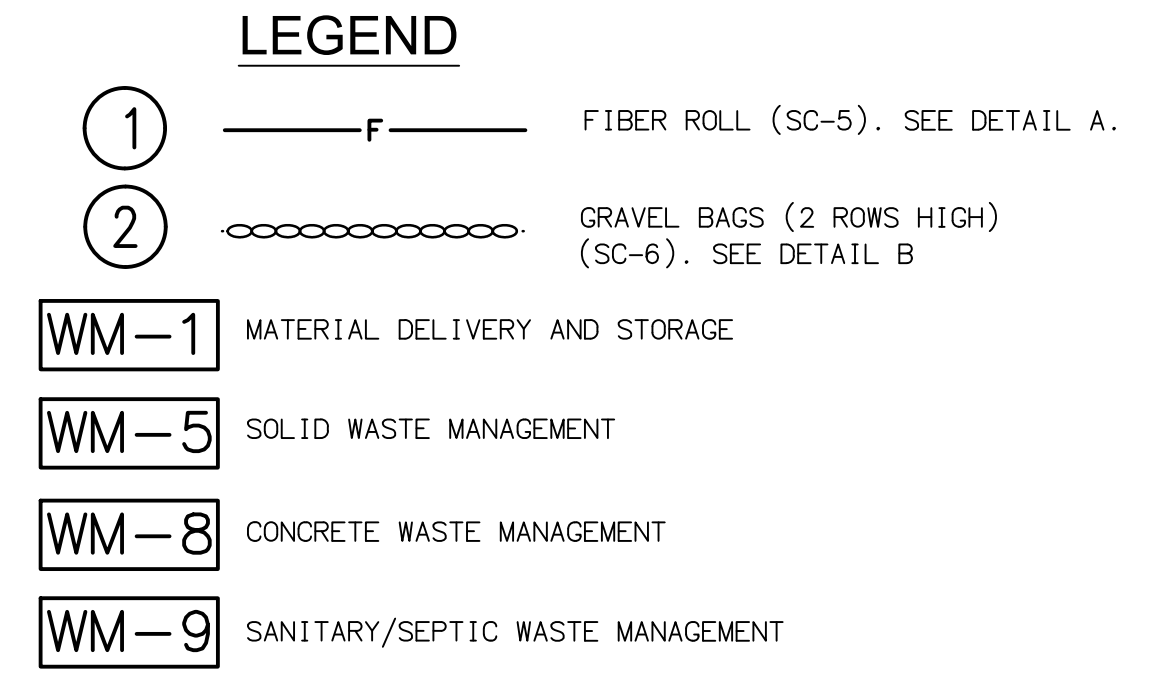 LEGEND
1 F FIBER ROLL (SC-5). SEE DETAIL A.
2 GRAVEL BAGS (2 ROWS HIGH)
(SC-6). SEE DETAIL B
WM-1 MATERIAL DELIVERY AND STORAGE
WM-5 SOLID WASTE MANAGEMENT
WM-8 CONCRETE WASTE MANAGEMENT
WM-9 SANITARY/SEPTIC WASTE MANAGEMENT